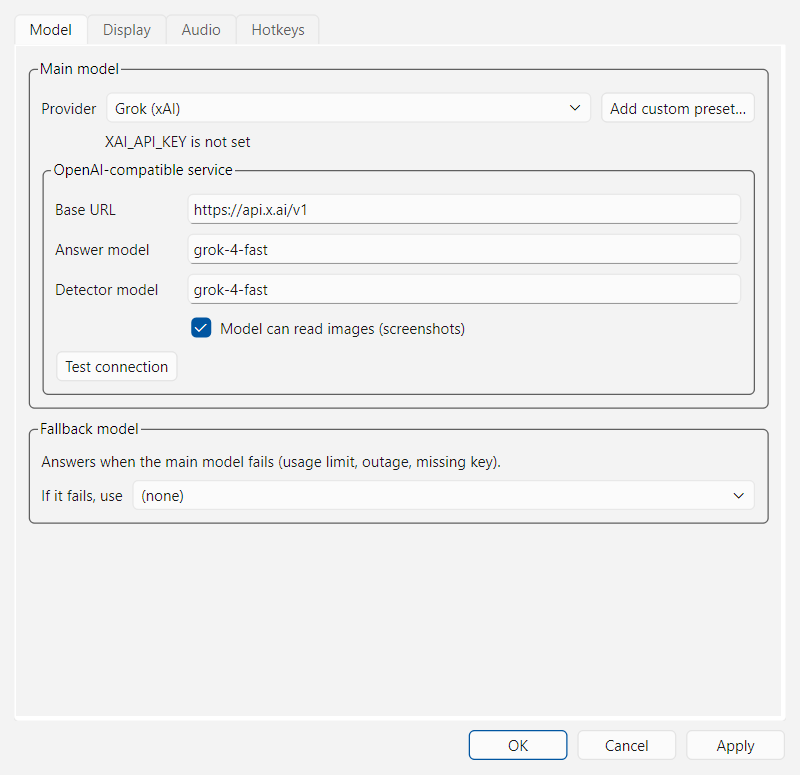 Model Display Audio Hotkeys
Main model
Provider Grok (xAI) Add custom preset...
XAI_API_KEY is not set
OpenAI-compatible service
Base URL https://api.x.ai/v1
Answer model grok-4-fast
Detector model grok-4-fast
Model can read images (screenshots)
Test connection
Fallback model
Answers when the main model fails (usage limit, outage, missing key).
If it fails, use (none)
OK Cancel Apply